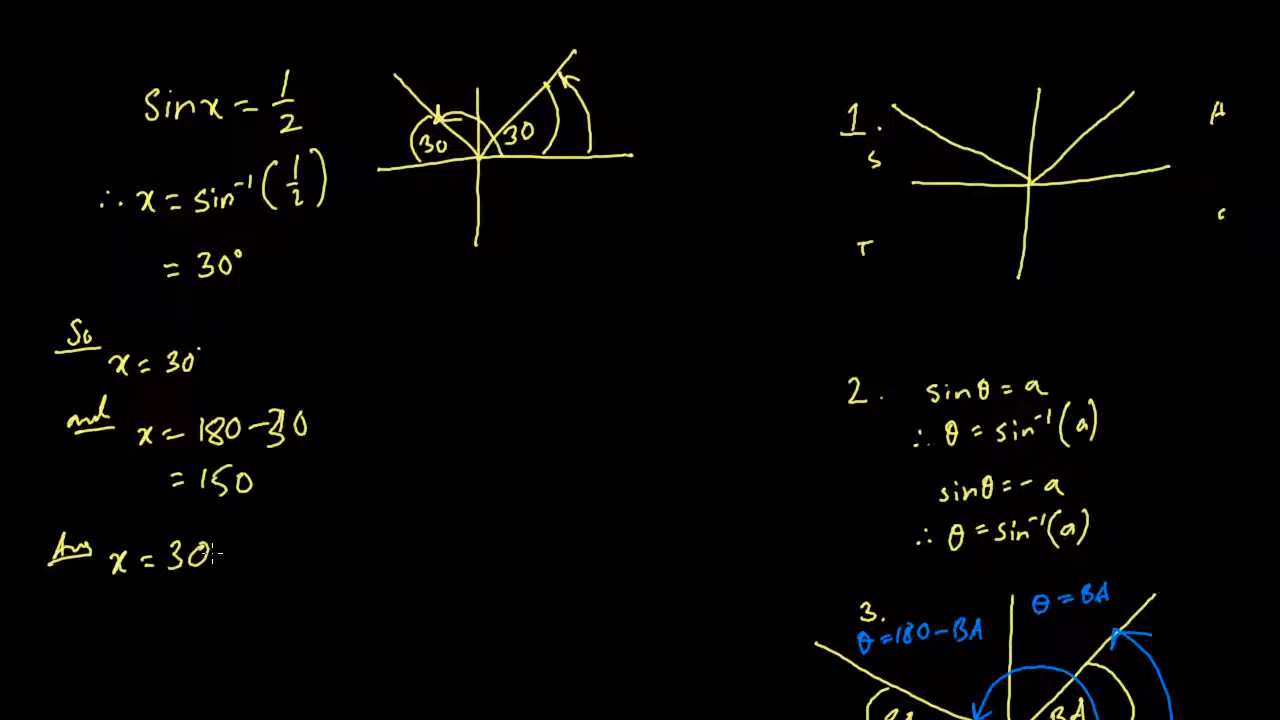 sin x = 1/2
∴ x = sin⁻¹(1/2)
= 30°
So
x = 30°
and x = 180 - 30
= 150
Ans x = 30
30 30
1.
A
S
T
C
2. sin θ = a
∴ θ = sin⁻¹(a)
sin θ = - a
∴ θ = sin⁻¹(a)
3.
θ = BA
θ = 180 - BA
BA